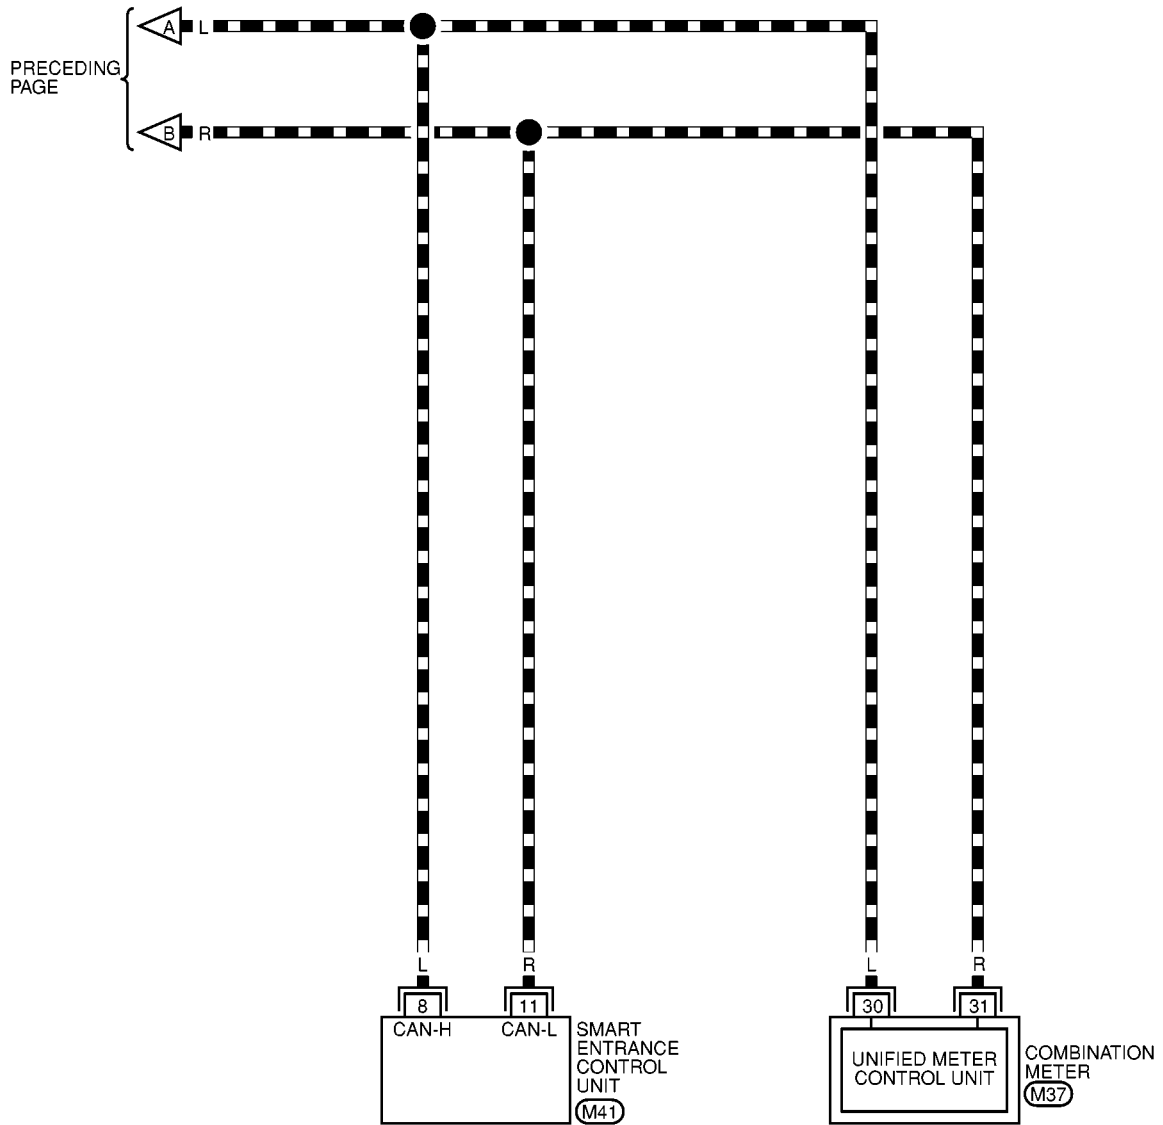 A L
PRECEDING
PAGE
B R
L R L R
8 11 30 31
CAN-H CAN-L
SMART
ENTRANCE
CONTROL
UNIT
M41
UNIFIED METER
CONTROL UNIT
COMBINATION
METER
M37